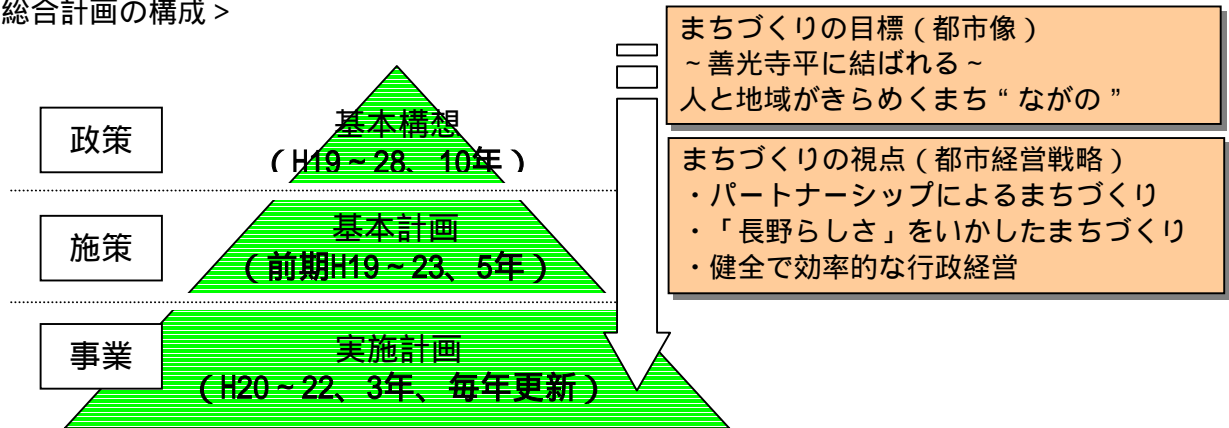 総合計画の構成 >
まちづくりの目標（都市像）
～善光寺平に結ばれる～
人と地域がきらめくまち“ながの”
政策
基本構想
（H19～28、10年）
まちづくりの視点（都市経営戦略）
・パートナーシップによるまちづくり
・「長野らしさ」をいかしたまちづくり
・健全で効率的な行政経営
施策
基本計画
（前期H19～23、5年）
事業
実施計画
（H20～22、3年、毎年更新）